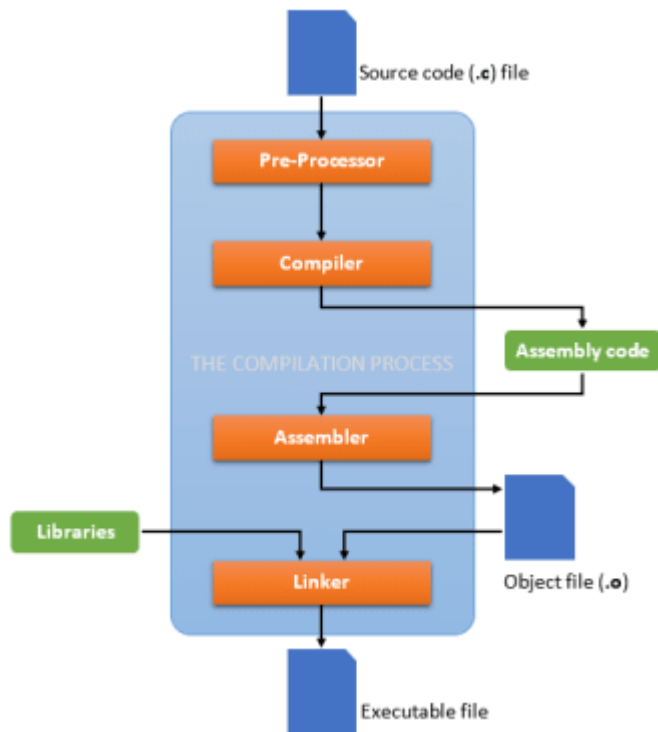 Source code (.c) file
Pre-Processor
Compiler
Assembly code
THE COMPILATION PROCESS
Assembler
Libraries
Object file (.o)
Linker
Executable file